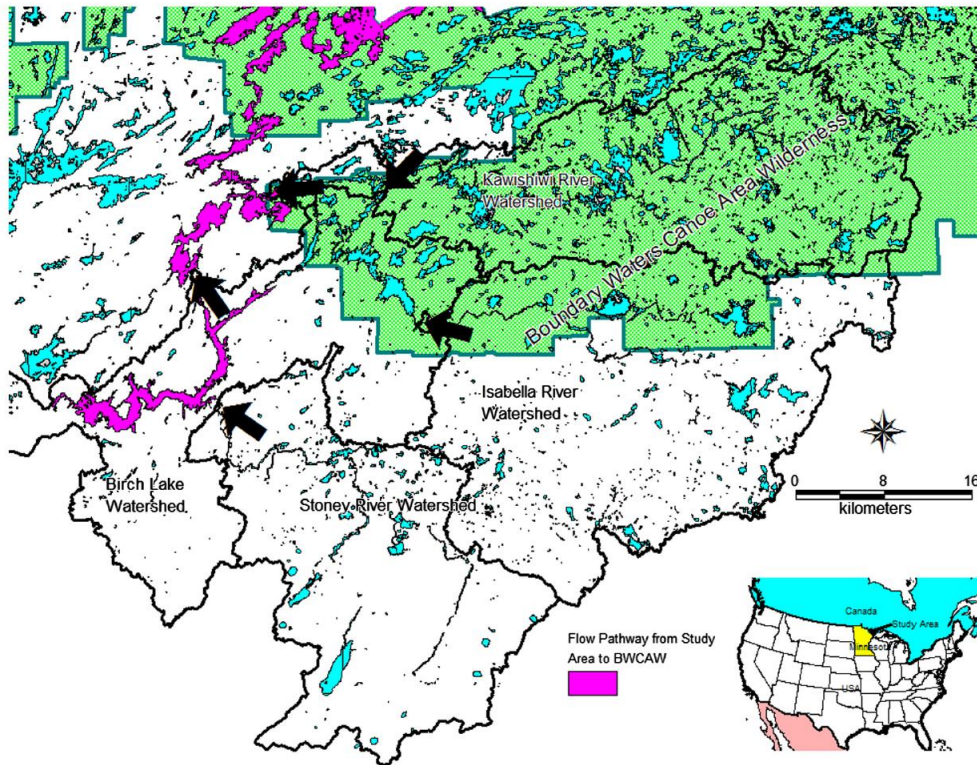 Kawishiwi River
Watershed
Boundary Waters Canoe Area Wilderness
Isabella River
Watershed
Birch Lake
Watershed
Stoney River Watershed
0 8 16
kilometers
Flow Pathway from Study
Area to BWCAW
Canada
Study Area
Minnesota
USA